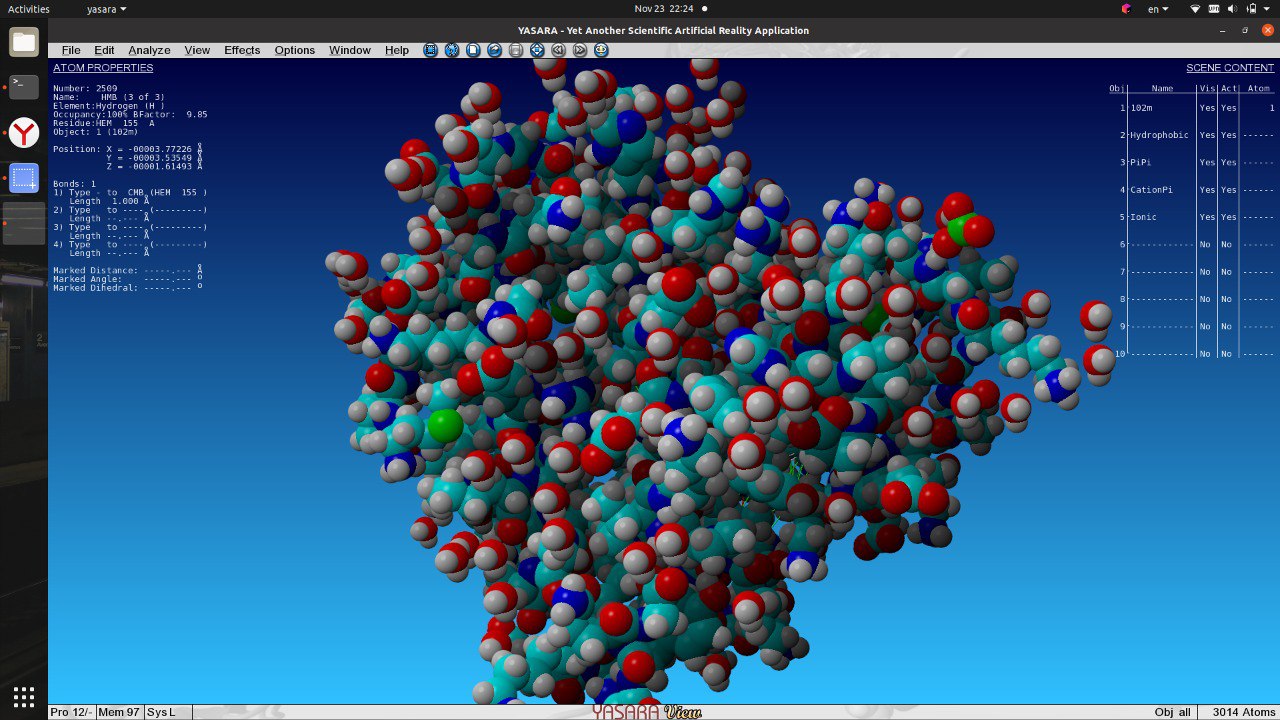 Activities
yasara
Nov 23 22:24
en
YASARA - Yet Another Scientific Artificial Reality Application
File Edit Analyze View Effects Options Window Help
ATOM PROPERTIES
Number: 2509
Name: HMB (3 of 3)
Element:Hydrogen (H )
Occupancy:100% BFactor: 9.85
Residue:HEM 155 A
Object: 1 (102m)
Position: X = -00003.77226 Å
Y = -00003.53549 Å
Z = -00001.61493 Å
Bonds: 1
1) Type - to CMB (HEM 155 )
Length 1.000 Å
2) Type to ----(--------)
Length --.--- Å
3) Type to ----(--------)
Length --.--- Å
4) Type to ----(--------)
Length --.--- Å
Marked Distance: -----.--- Å
Marked Angle: -----.--- o
Marked Dihedral: -----.--- o
SCENE CONTENT
Obj Name Vis Act Atom
1 102m Yes Yes 1
2 Hydrophobic Yes Yes ------
3 PiPi Yes Yes ------
4 CationPi Yes Yes ------
5 Ionic Yes Yes ------
6 ------------ No No ------
7 ------------ No No ------
8 ------------ No No ------
9 ------------ No No ------
10 ------------ No No ------
Pro 12/- Mem 97 Sys L
YASARA View
Obj all 3014 Atoms